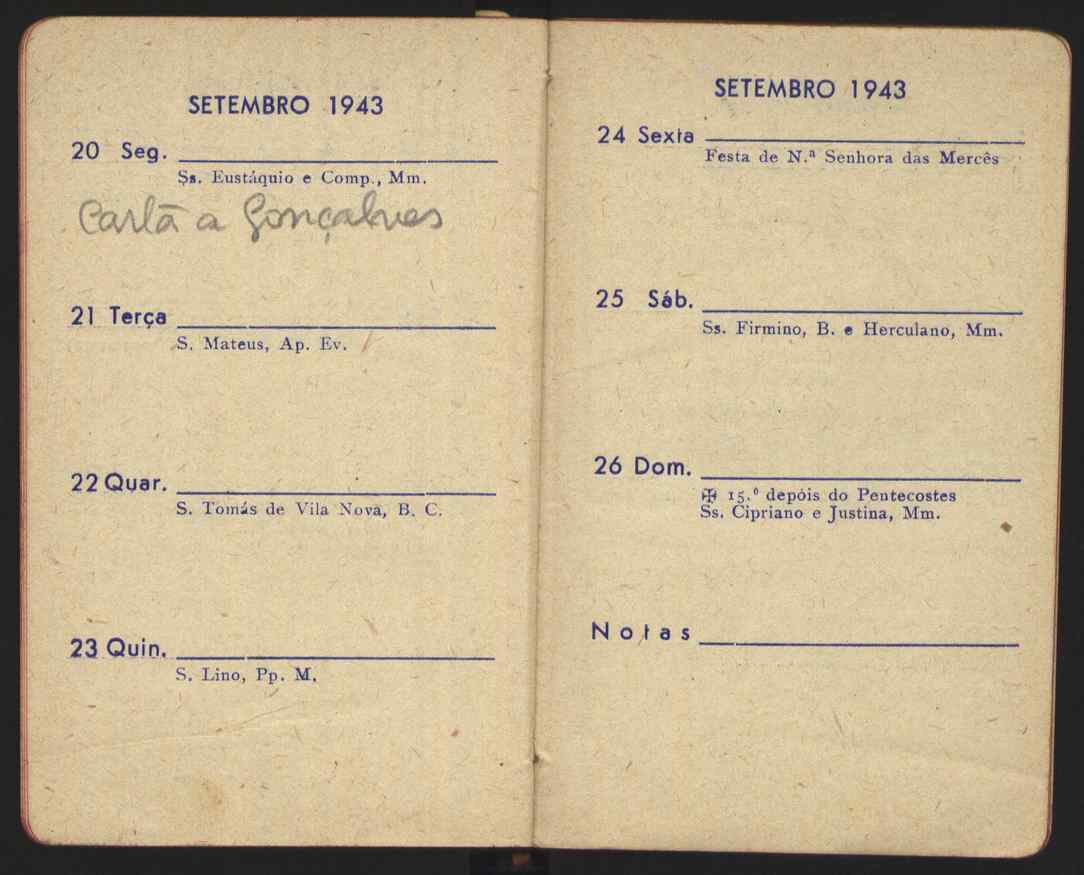 SETEMBRO 1943
20 Seg.
Ss. Eustáquio e Comp., Mm.
Carta a Gonçalves
21 Terça
S. Mateus, Ap. Ev.
22 Quar.
S. Tomás de Vila Nova, B. C.
23 Quin.
S. Lino, Pp. M.
SETEMBRO 1943
24 Sexta
Festa de N.ª Senhora das Mercês
25 Sáb.
Ss. Firmino, B. e Herculano, Mm.
26 Dom.
✠ 15.º depóis do Pentecostes
Ss. Cipriano e Justina, Mm.
Notas